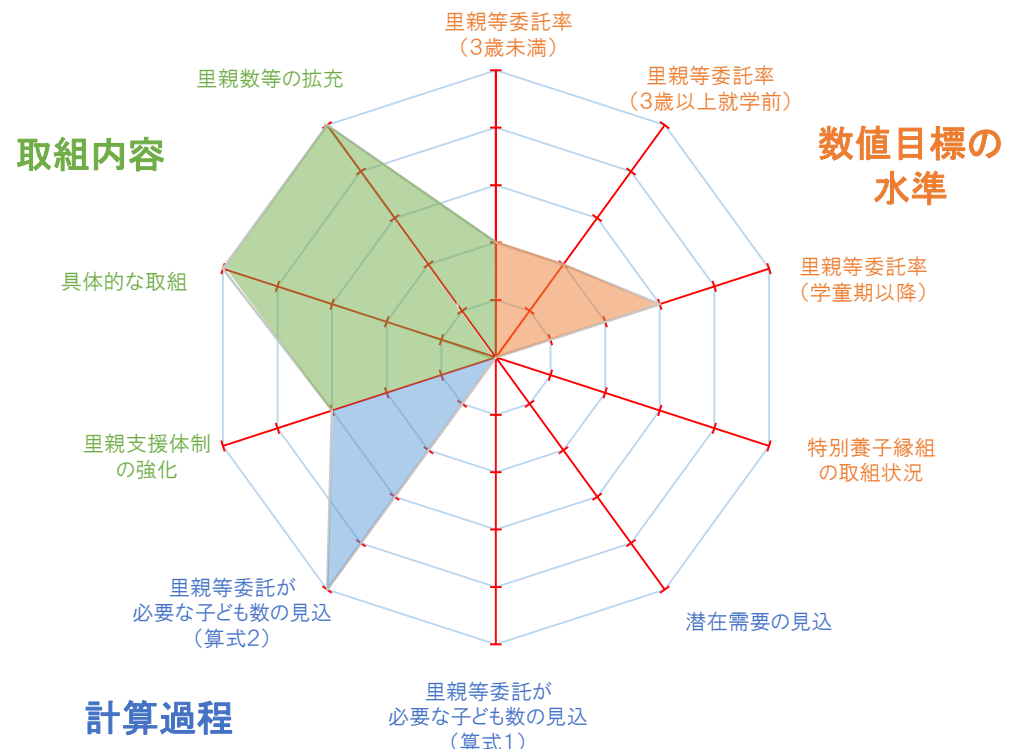 里親等委託率
（3歳未満）
里親数等の拡充
里親等委託率
（3歳以上就学前）
取組内容
数値目標の
水準
具体的な取組
里親等委託率
（学童期以降）
里親支援体制
の強化
特別養子縁組
の取組状況
里親等委託が
必要な子ども数の見込
（算式2）
潜在需要の見込
計算過程
里親等委託が
必要な子ども数の見込
（算式1）